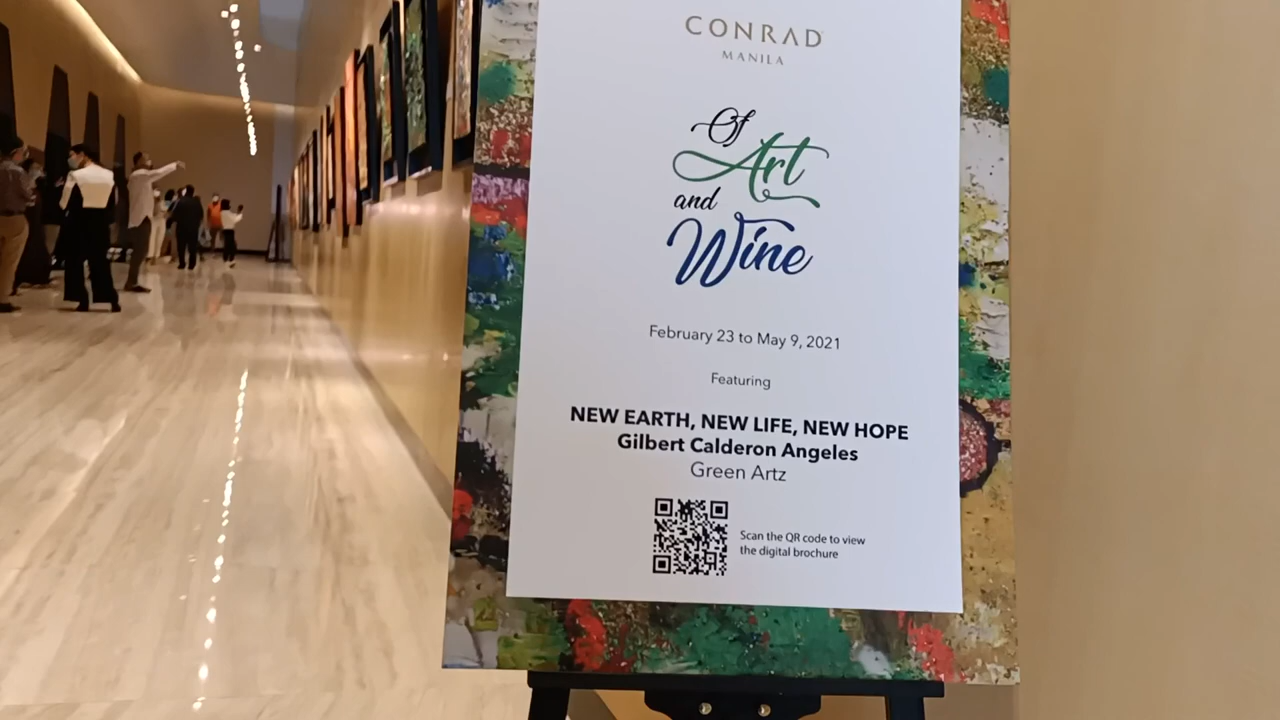 CONRAD
MANILA
Of
Art
and
Wine
February 23 to May 9, 2021
Featuring
NEW EARTH, NEW LIFE, NEW HOPE
Gilbert Calderon Angeles
Green Artz
Scan the QR code to view
the digital brochure